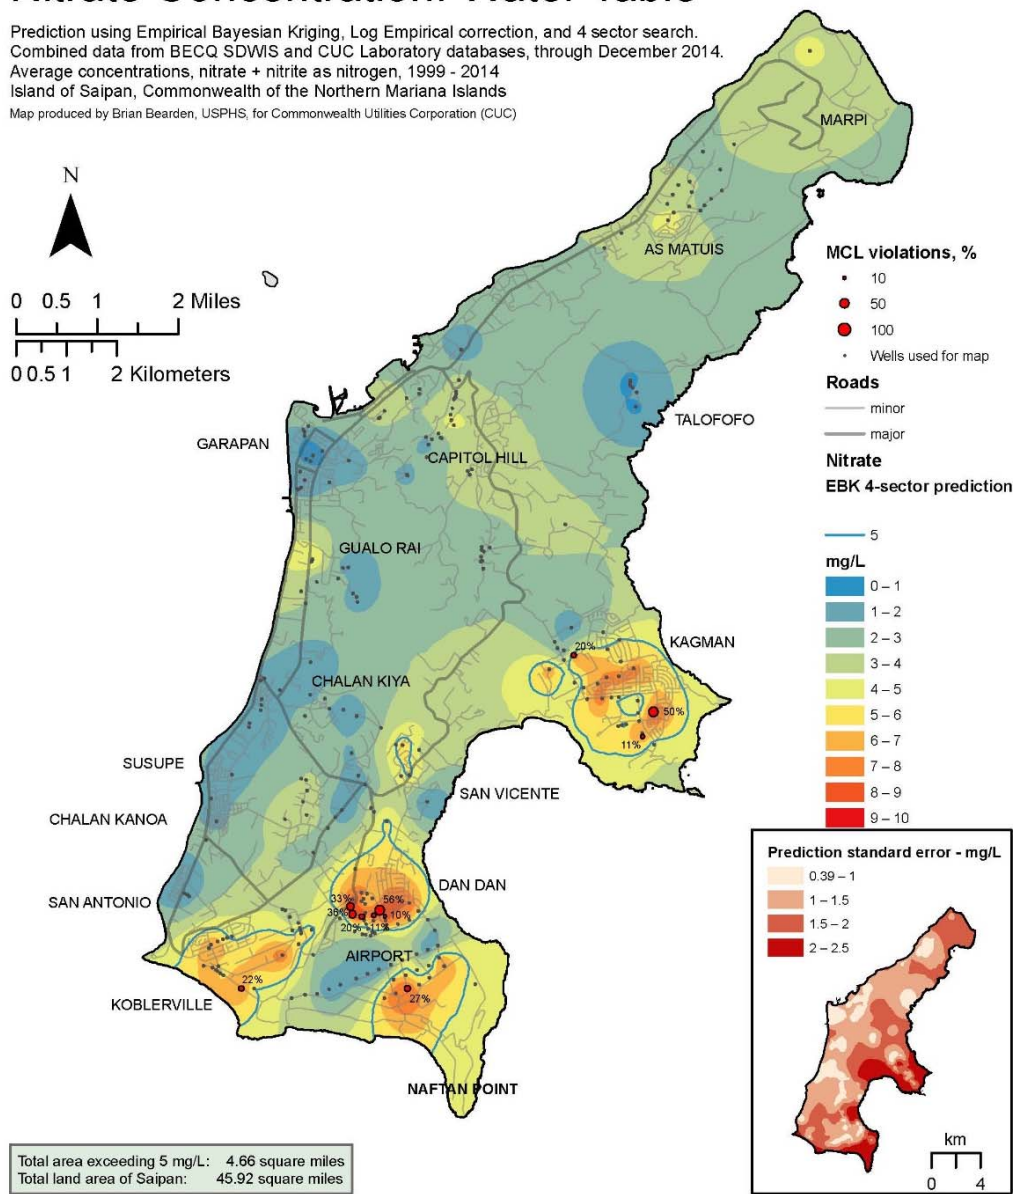 Nitrate Concentration: Water Table
Prediction using Empirical Bayesian Kriging, Log Empirical correction, and 4 sector search.
Combined data from BECQ SDWIS and CUC Laboratory databases, through December 2014.
Average concentrations, nitrate + nitrite as nitrogen, 1999 - 2014
Island of Saipan, Commonwealth of the Northern Mariana Islands
Map produced by Brian Bearden, USPHS, for Commonwealth Utilities Corporation (CUC)
MARPI
N
AS MATUIS
0 0.5 1 2 Miles
0 0.5 1 2 Kilometers
MCL violations, %
10
50
100
Wells used for map
Roads
minor
major
Nitrate
EBK 4-sector prediction
5
mg/L
0 – 1
1 – 2
2 – 3
3 – 4
4 – 5
5 – 6
6 – 7
7 – 8
8 – 9
9 – 10
TALOFOFO
GARAPAN
CAPITOL HILL
GUALO RAI
KAGMAN
20%
CHALAN KIYA
50%
11%
SUSUPE
SAN VICENTE
CHALAN KANOA
DAN DAN
SAN ANTONIO
33%
56%
36%
10%
20%
11%
AIRPORT
22%
27%
KOBLERVILLE
NAFTAN POINT
Prediction standard error - mg/L
0.39 – 1
1 – 1.5
1.5 – 2
2 – 2.5
km
0 4
Total area exceeding 5 mg/L: 4.66 square miles
Total land area of Saipan: 45.92 square miles